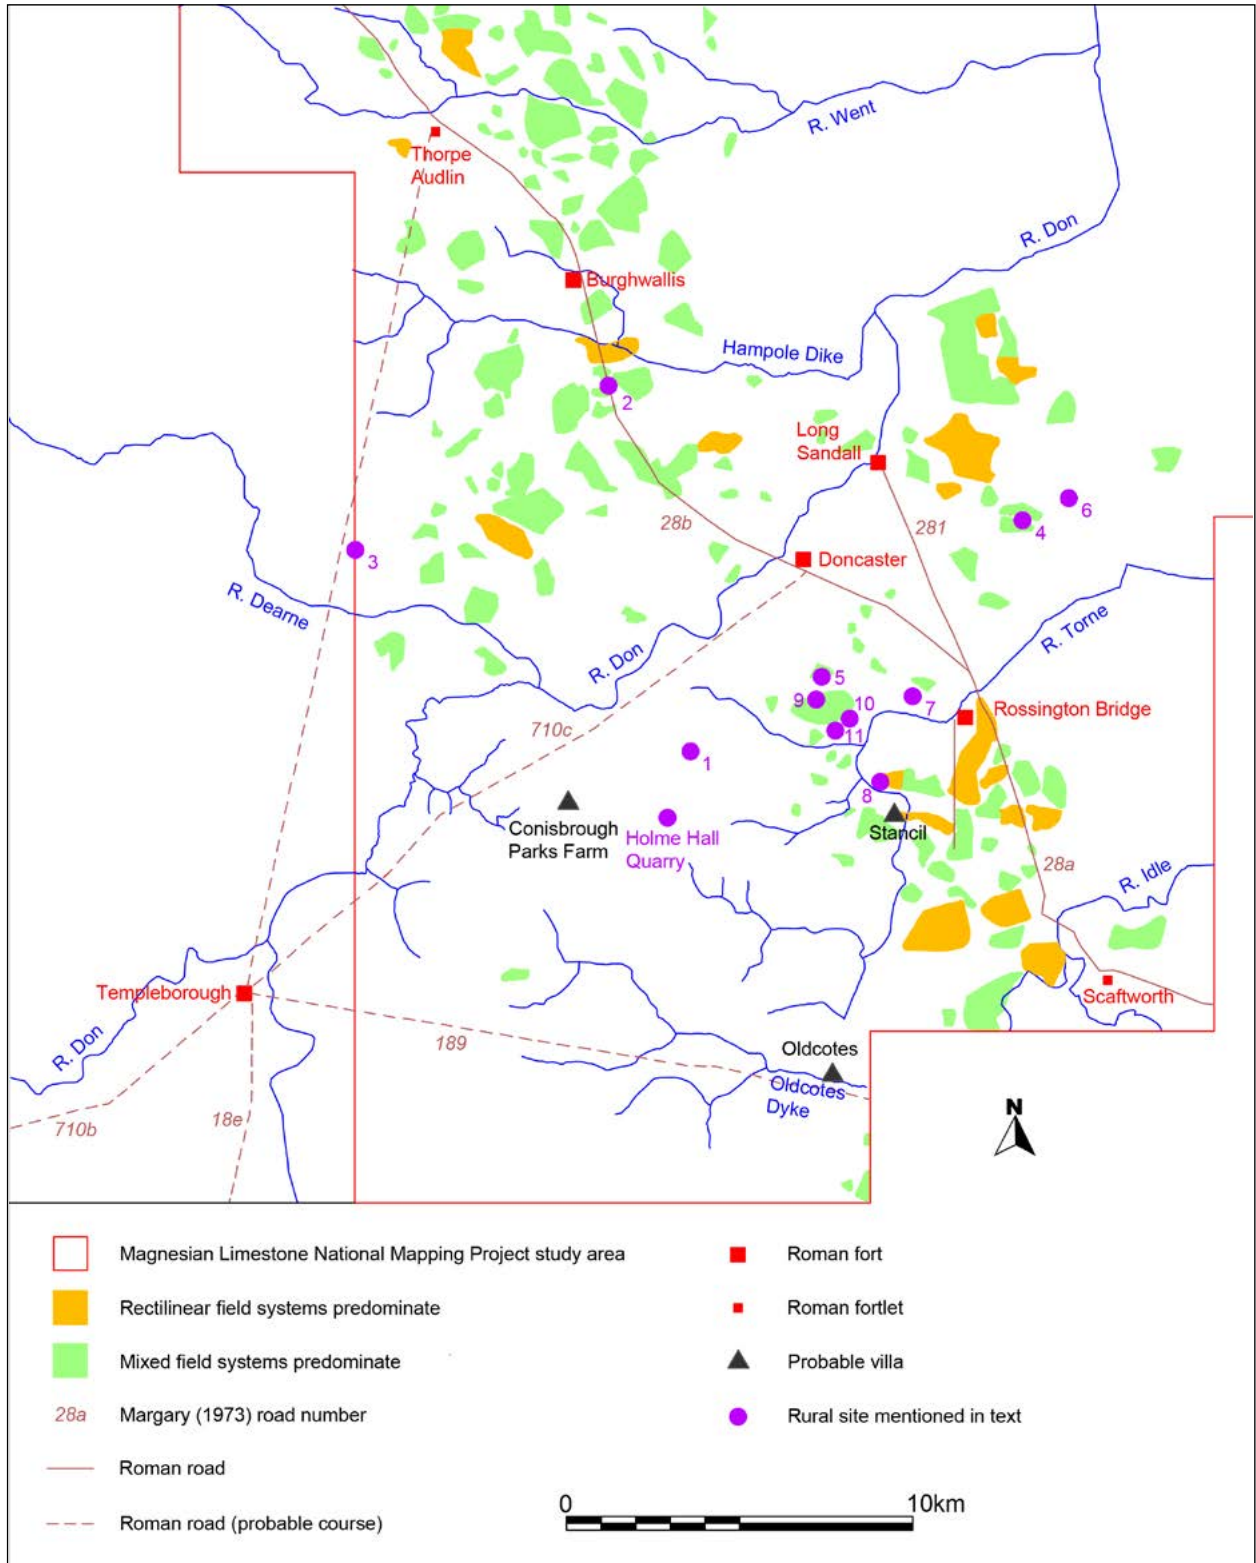 R. Went
Thorpe
Audlin
R. Don
Burghwallis
Hampole Dike
2
Long
Sandall
6
4
28b
281
3
Doncaster
R. Dearne
R. Torne
R. Don
5
9
10
7
11
Rossington Bridge
710c
1
8
Conisbrough
Parks Farm
Holme Hall
Quarry
Stancil
28a
R. Idle
Templeborough
Scaftworth
R. Don
189
Oldcotes
Oldcotes
Dyke
710b
18e
N
Magnesian Limestone National Mapping Project study area
Rectilinear field systems predominate
Mixed field systems predominate
28a
Margary (1973) road number
Roman road
Roman road (probable course)
Roman fort
Roman fortlet
Probable villa
Rural site mentioned in text
0
10km